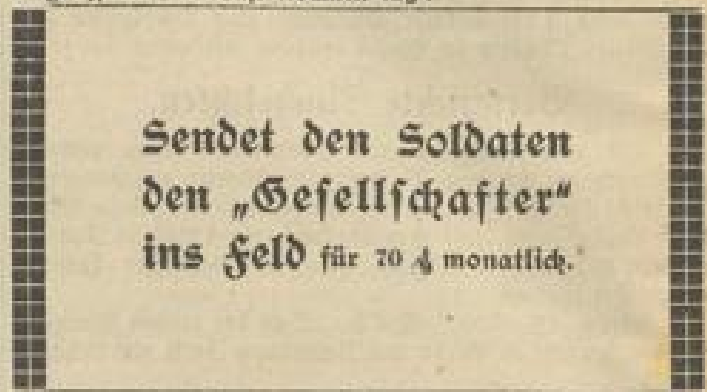 Sendet den Soldaten
den „Gesellschafter“
ins Feld für 70 ₰ monatlich.